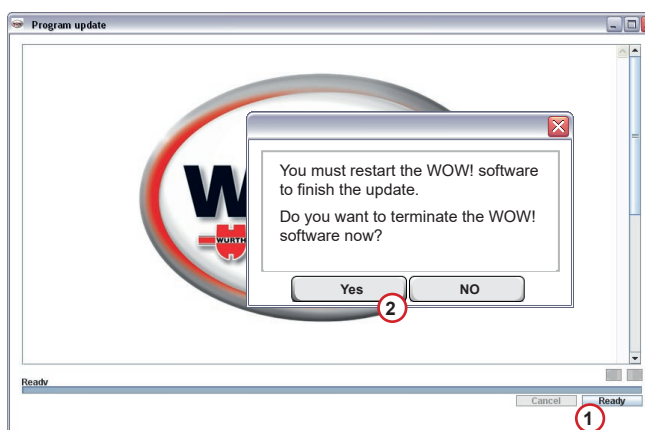 Program update
W
WURTH
You must restart the WOW! software
to finish the update.
Do you want to terminate the WOW!
software now?
Yes
NO
2
Ready
Cancel
Ready
1